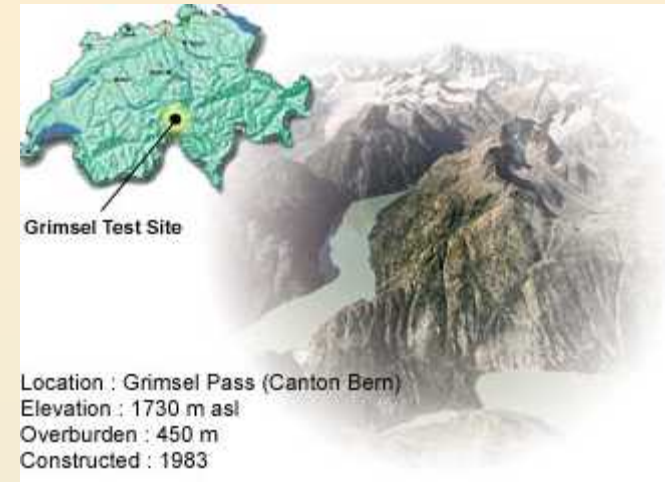 Grimsel Test Site
Location : Grimsel Pass (Canton Bern)
Elevation : 1730 m asl
Overburden : 450 m
Constructed : 1983